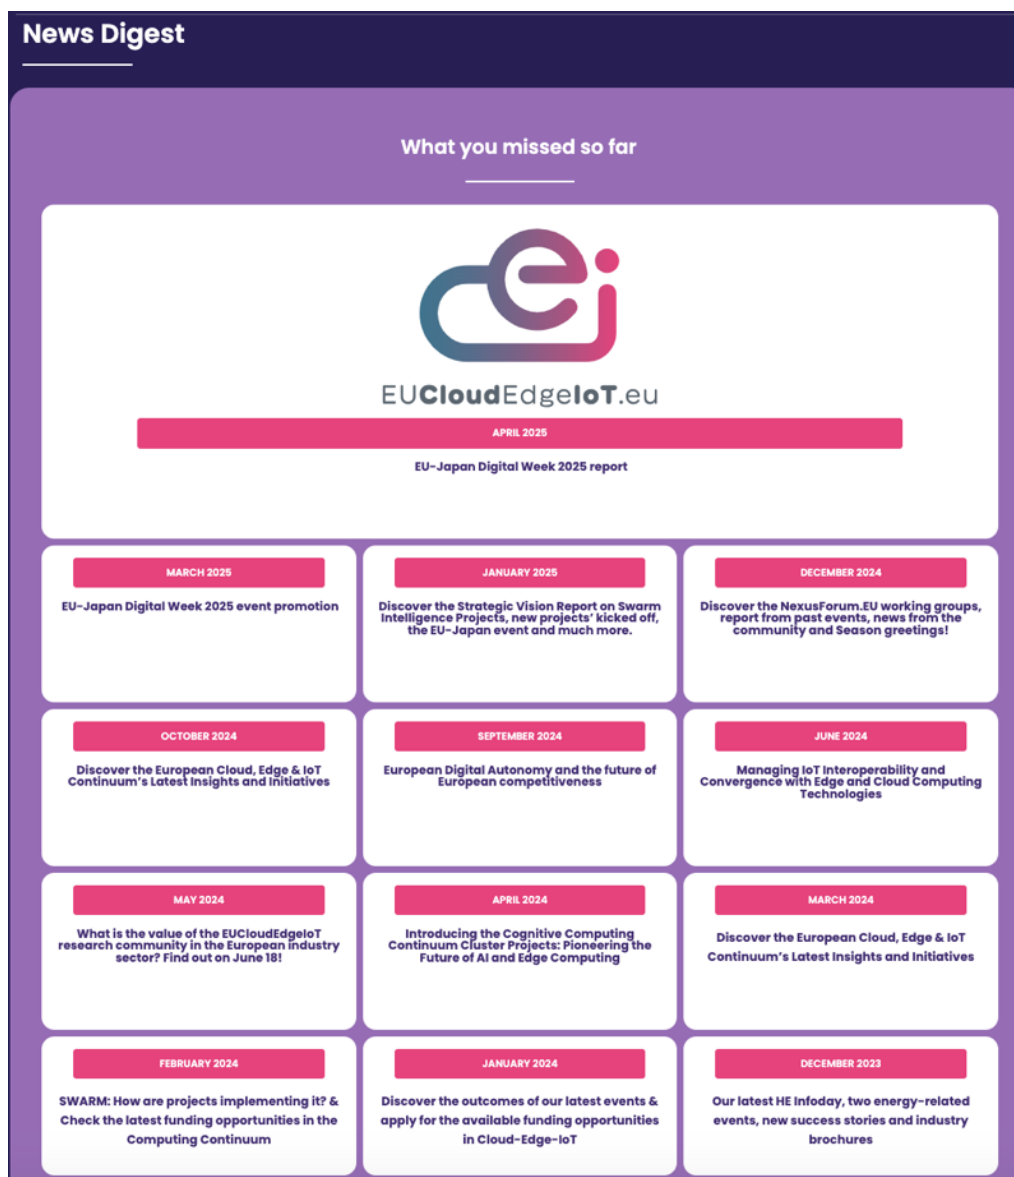 News Digest
What you missed so far
EUCloudEdgeIoT.eu
APRIL 2025
EU-Japan Digital Week 2025 report
MARCH 2025
EU-Japan Digital Week 2025 event promotion
JANUARY 2025
Discover the Strategic Vision Report on Swarm
Intelligence Projects, new projects’ kicked off,
the EU-Japan event and much more.
DECEMBER 2024
Discover the NexusForum.EU working groups,
report from past events, news from the
community and Season greetings!
OCTOBER 2024
Discover the European Cloud, Edge & IoT
Continuum’s Latest Insights and Initiatives
SEPTEMBER 2024
European Digital Autonomy and the future of
European competitiveness
JUNE 2024
Managing IoT Interoperability and
Convergence with Edge and Cloud Computing
Technologies
MAY 2024
What is the value of the EUCloudEdgeIoT
research community in the European industry
sector? Find out on June 18!
APRIL 2024
Introducing the Cognitive Computing
Continuum Cluster Projects: Pioneering the
Future of AI and Edge Computing
MARCH 2024
Discover the European Cloud, Edge & IoT
Continuum’s Latest Insights and Initiatives
FEBRUARY 2024
SWARM: How are projects implementing it? &
Check the latest funding opportunities in the
Computing Continuum
JANUARY 2024
Discover the outcomes of our latest events &
apply for the available funding opportunities
in Cloud-Edge-IoT
DECEMBER 2023
Our latest HE Infoday, two energy-related
events, new success stories and industry
brochures